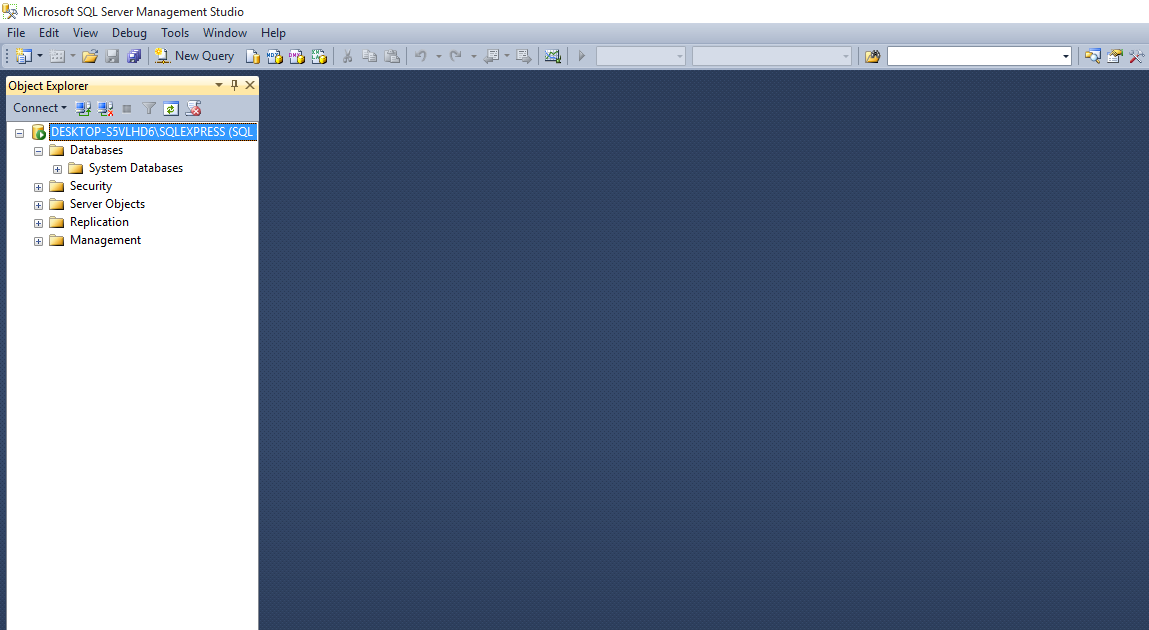 Microsoft SQL Server Management Studio
File Edit View Debug Tools Window Help
New Query
Object Explorer
Connect
DESKTOP-S5VLHD6\SQLEXPRESS (SQL
Databases
System Databases
Security
Server Objects
Replication
Management